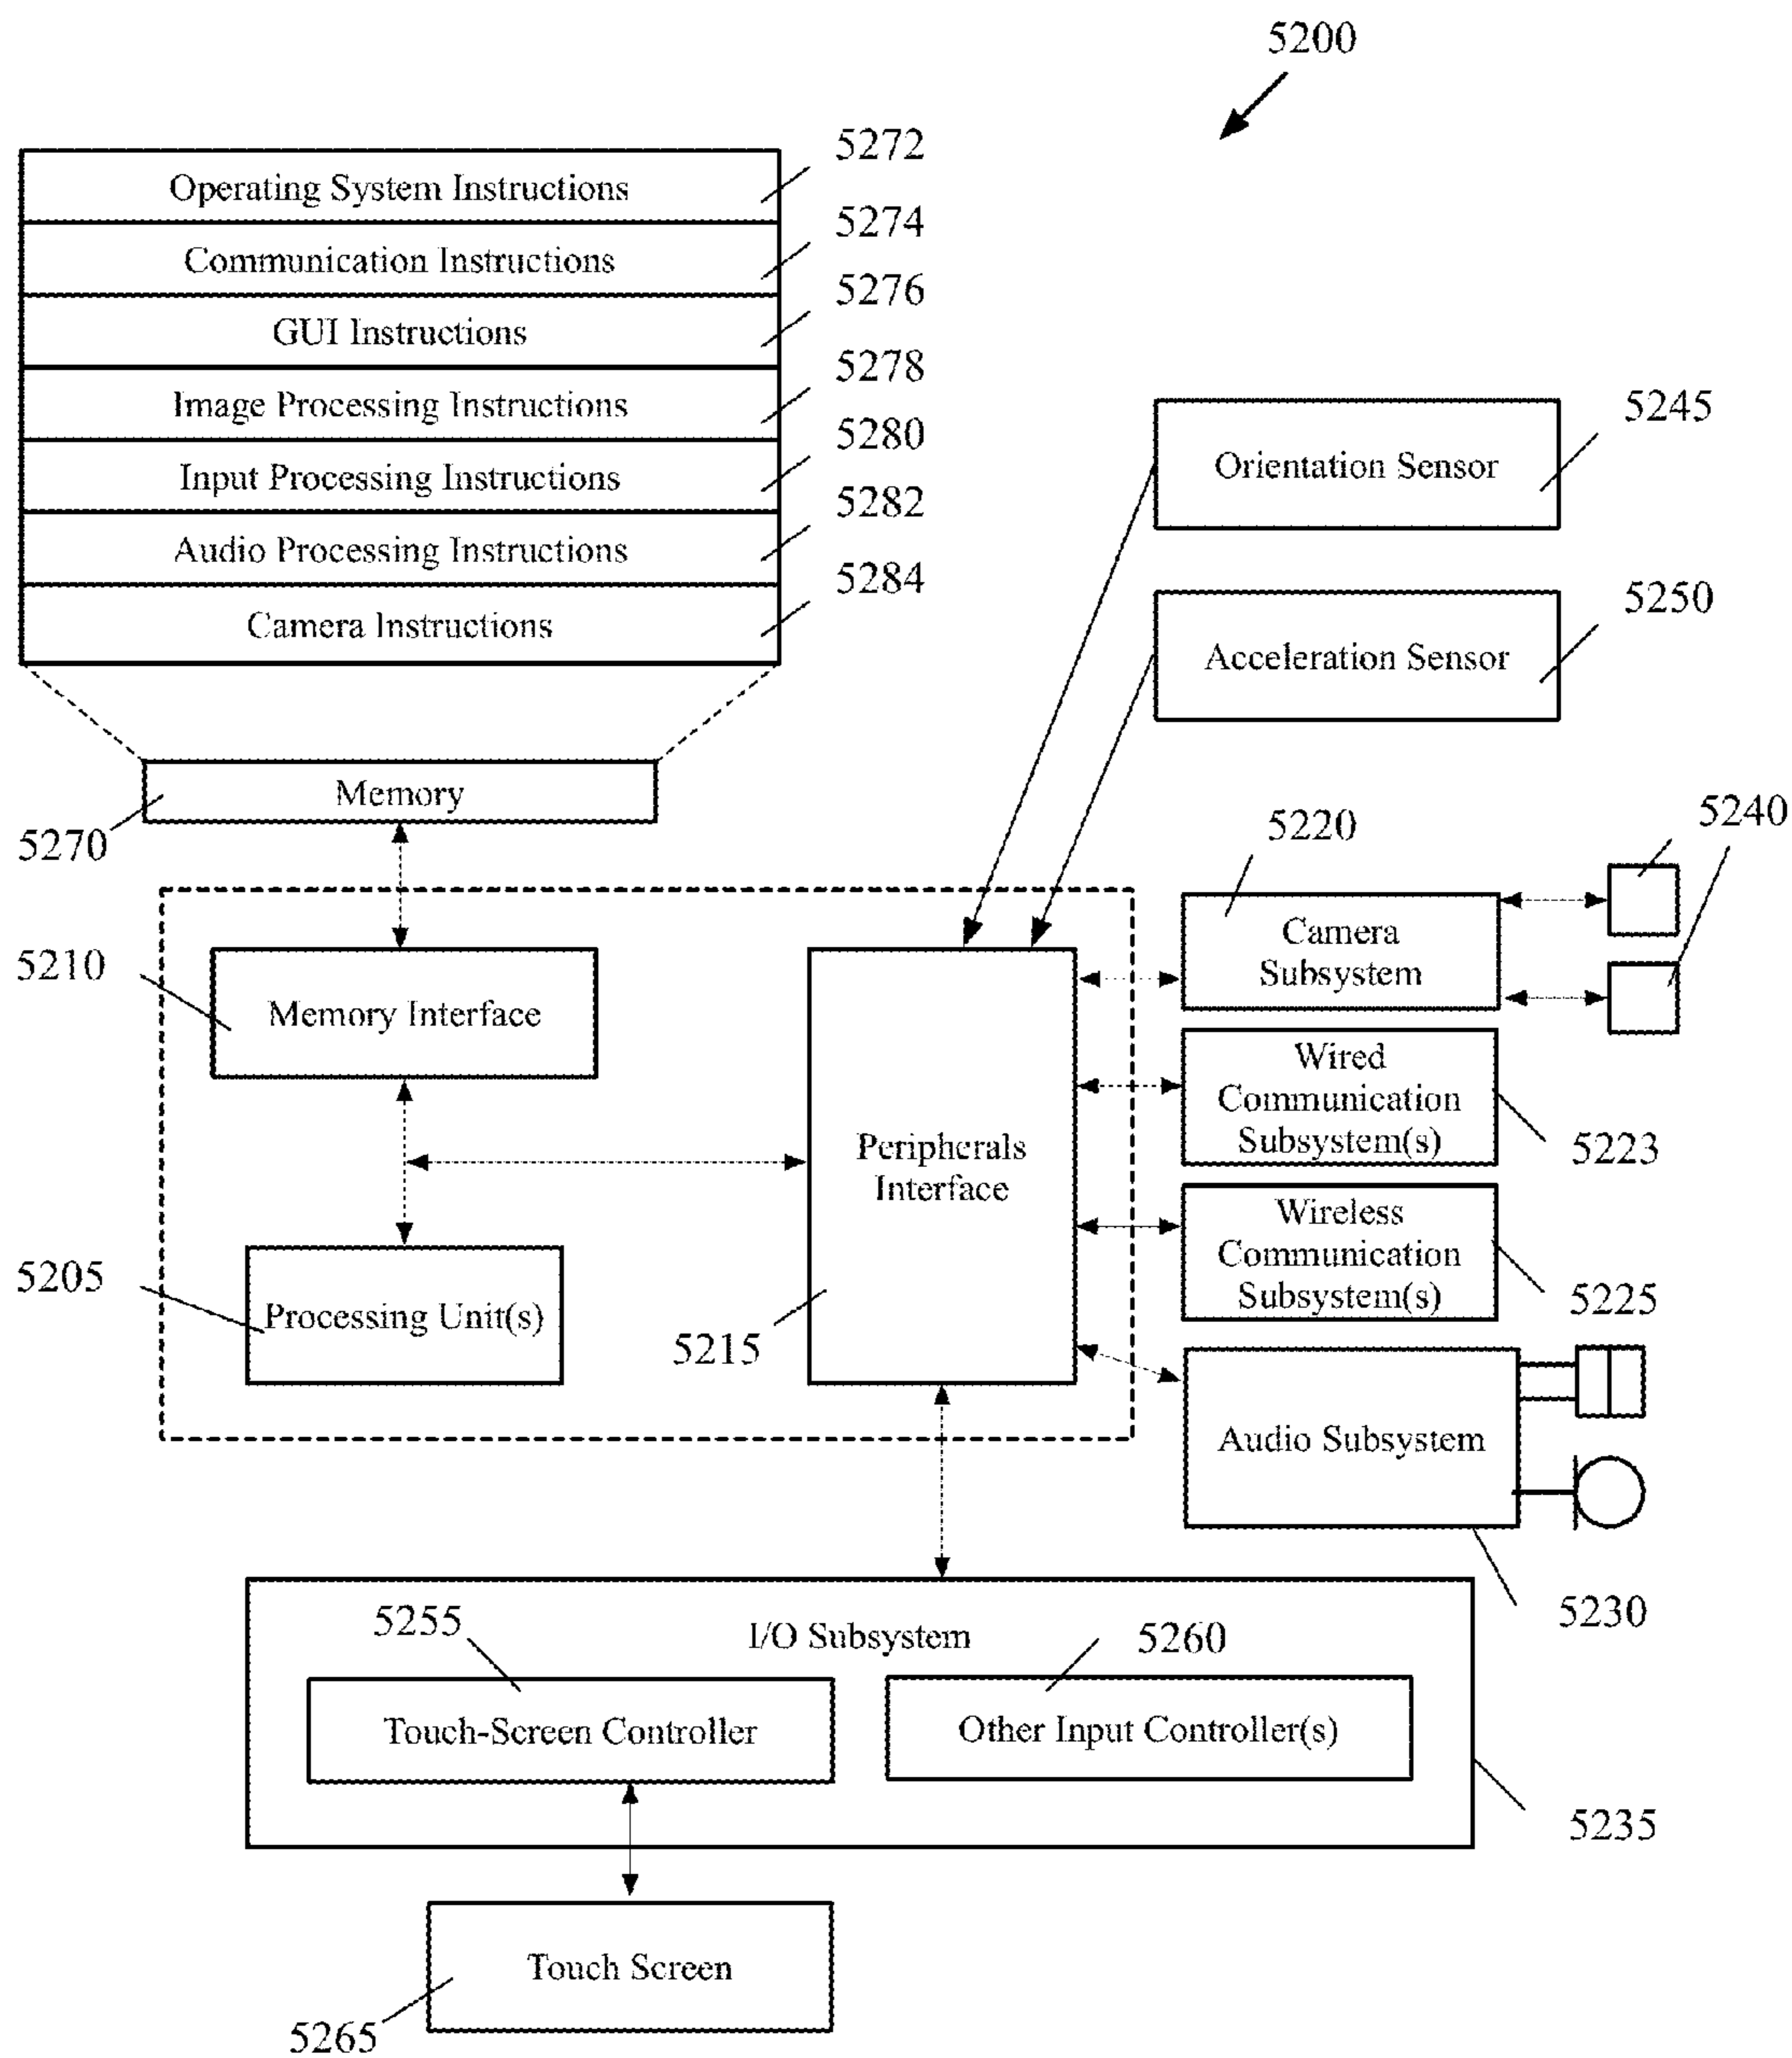 5200
5272
Operating System Instructions
5274
Communication Instructions
5276
GUI Instructions
5278
Image Processing Instructions
5280
Input Processing Instructions
5282
Audio Processing Instructions
5284
Camera Instructions
5245
Orientation Sensor
5250
Acceleration Sensor
Memory
5270
5220
5240
Camera
Subsystem
5210
Memory Interface
Wired
Communication
Subsystem(s)
5223
Peripherals
Interface
5215
Wireless
Communication
Subsystem(s)
5225
5205
Processing Unit(s)
Audio Subsystem
5230
I/O Subsystem
5255
5260
Touch-Screen Controller
Other Input Controller(s)
5235
Touch Screen
5265